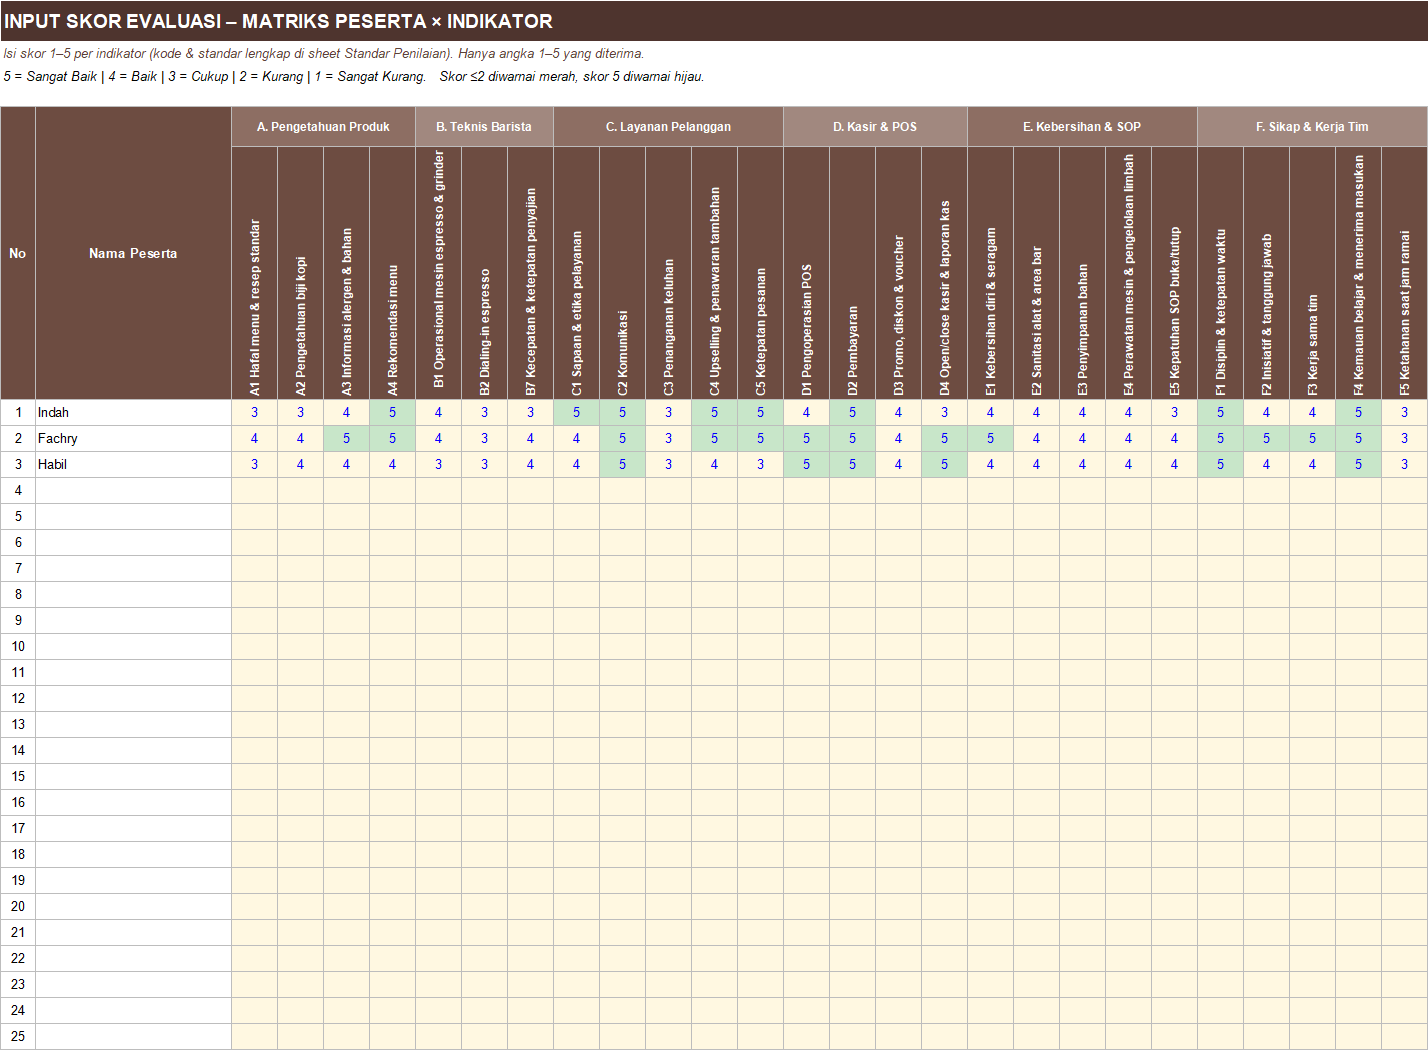 INPUT SKOR EVALUASI – MATRIKS PESERTA × INDIKATOR
Isi skor 1–5 per indikator (kode & standar lengkap di sheet Standar Penilaian). Hanya angka 1–5 yang diterima.
5 = Sangat Baik | 4 = Baik | 3 = Cukup | 2 = Kurang | 1 = Sangat Kurang. Skor ≤2 diwarnai merah, skor 5 diwarnai hijau.
No
Nama Peserta
A. Pengetahuan Produk
B. Teknis Barista
C. Layanan Pelanggan
D. Kasir & POS
E. Kebersihan & SOP
F. Sikap & Kerja Tim
A1 Hafal menu & resep standar
A2 Pengetahuan biji kopi
A3 Informasi alergen & bahan
A4 Rekomendasi menu
B1 Operasional mesin espresso & grinder
B2 Dialing-in espresso
B7 Kecepatan & ketepatan penyajian
C1 Sapaan & etika pelayanan
C2 Komunikasi
C3 Penanganan keluhan
C4 Upselling & penawaran tambahan
C5 Ketepatan pesanan
D1 Pengoperasian POS
D2 Pembayaran
D3 Promo, diskon & voucher
D4 Open/close kasir & laporan kas
E1 Kebersihan diri & seragam
E2 Sanitasi alat & area bar
E3 Penyimpanan bahan
E4 Perawatan mesin & pengelolaan limbah
E5 Kepatuhan SOP buka/tutup
F1 Disiplin & ketepatan waktu
F2 Inisiatif & tanggung jawab
F3 Kerja sama tim
F4 Kemauan belajar & menerima masukan
F5 Ketahanan saat jam ramai
1 Indah 3 3 4 5 4 3 3 5 5 3 5 5 4 5 4 3 4 4 4 4 3 5 4 4 5 3
2 Fachry 4 4 5 5 4 3 4 4 5 3 5 5 5 5 4 5 5 4 4 4 4 5 5 5 5 3
3 Habil 3 4 4 4 3 3 4 4 5 3 4 3 5 5 4 5 4 4 4 4 4 5 4 4 5 3
4
5
6
7
8
9
10
11
12
13
14
15
16
17
18
19
20
21
22
23
24
25